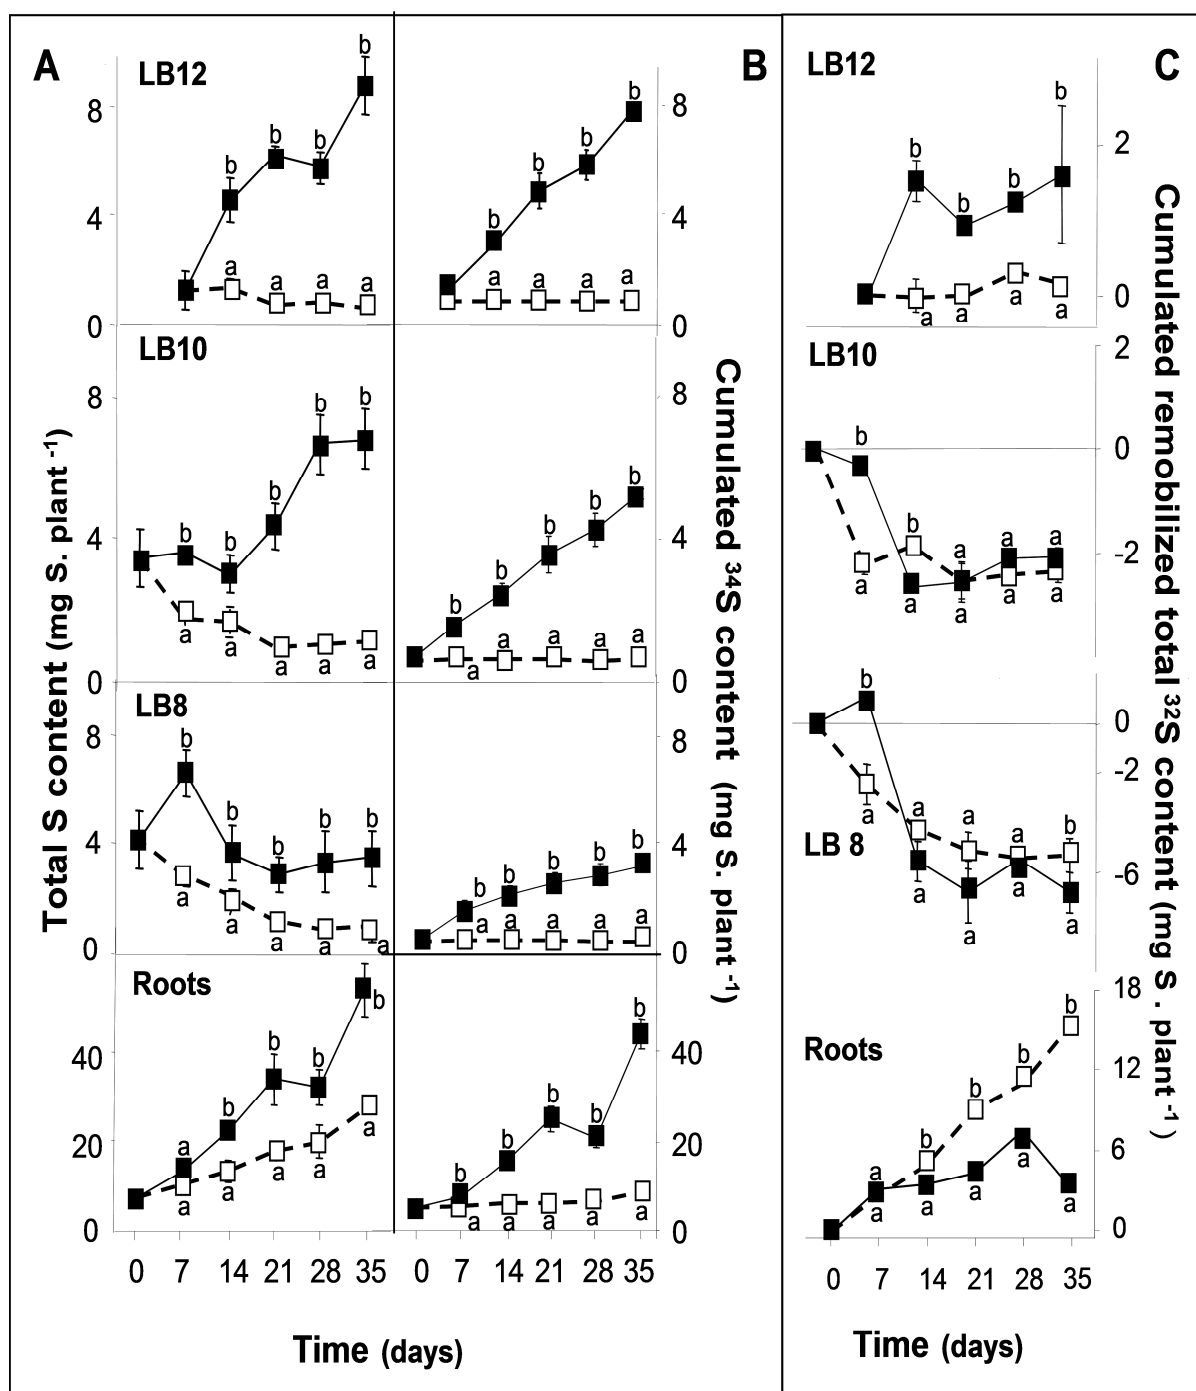 A
LB12
b
b
b
b
b
a
a
a
a
a
8
4
0
LB10
b
b
b
b
b
a
a
a
a
a
8
4
0
LB8
b
b
b
b
b
a
a
a
a
a
8
4
0
Roots
a
b
b
b
b
a
a
a
a
a
40
20
0
0 7 14 21 28 35
Total S content (mg S. plant -1)
B
b
b
b
b
a
a
a
a
8
4
0
b
b
b
b
b
a
a
a
a
a
8
4
0
b
b
b
b
b
a
a
a
a
a
8
4
0
b
b
b
b
b
a
a
a
a
a
40
20
0
0 7 14 21 28 35
Cumulated 34S content (mg S. plant -1)
Time (days)
C
LB12
b
b
b
b
a
a
a
a
2
0
LB10
b
b
a
a
a
a
a
a
a
a
2
0
-2
LB 8
b
a
a
a
a
b
a
a
a
a
0
-2
-6
Roots
a
b
b
b
b
a
a
a
a
a
18
12
6
0
0 7 14 21 28 35
Cumulated remobilized total 32S content (mg S . plant -1)
Time (days)